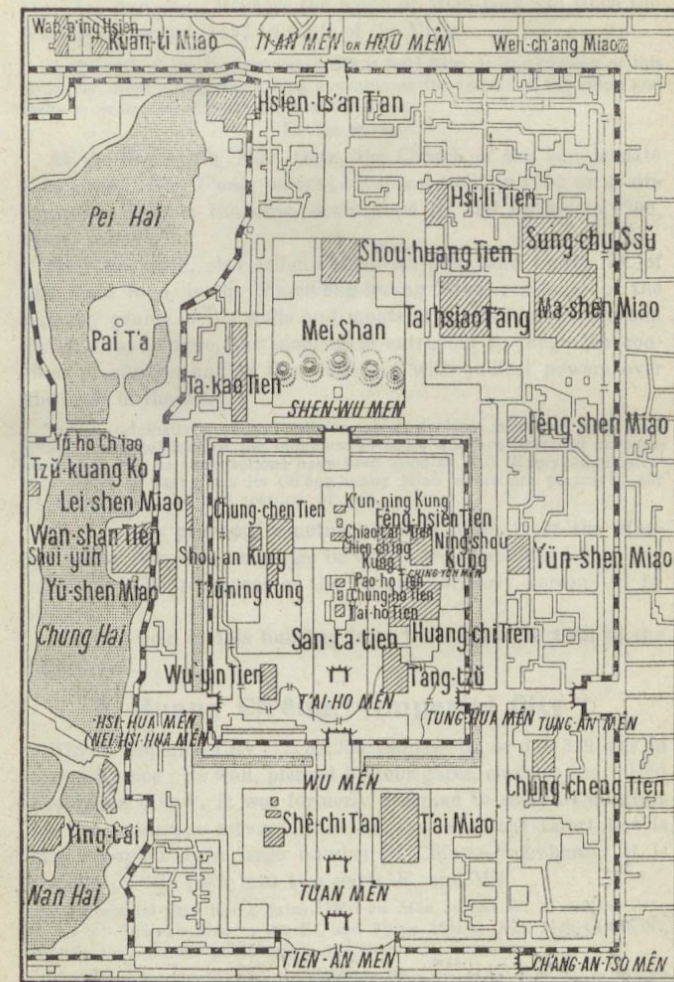 Kuan-ti Miao
TI-AN MÊN OR HOU MÊN
Wen-ch'ang Miao
Hsien-ts'an T'an
Pei Hai
Hsi-li Tien
Shou-huang Tien
Sung-chu Ssŭ
Pai T'a
Mei Shan
Ta-hsiao Tang
Ma-shen Miao
Ta-kao Tien
SHEN-WU MEN
Fêng-shen Miao
Yü-ho Ch'iao
Tzŭ-kuang Ko
Lei-shen Miao
Chung-chen Tien
K'un-ning Kung
Fêng-hsien Tien
Wan-shan Tien
Ning-shou
Kung
Shui-yün
Shou-an Kung
Kung
Yün-shen Miao
Yü-shen Miao
Tzŭ-ning Kung
Pao-ho Tien
Chung-ho Tien
T'ai-ho Tien
Chung Hai
San-ta-tien
Huang-chi Tien
Wu-yin Tien
T'ang-tzŭ
T'AI-HO MÊN
HSI-HUA MÊN
(NEI-HSI-HUA MÊN)
TUNG-HUA MÊN
TUNG-AN MÊN
WU MÊN
Chung-cheng Tien
Ying-t'ai
Shê-chi Tan
T'ai Miao
Nan Hai
TUAN MÊN
T'IEN-AN MÊN
CH'ANG-AN-TSO MÊN